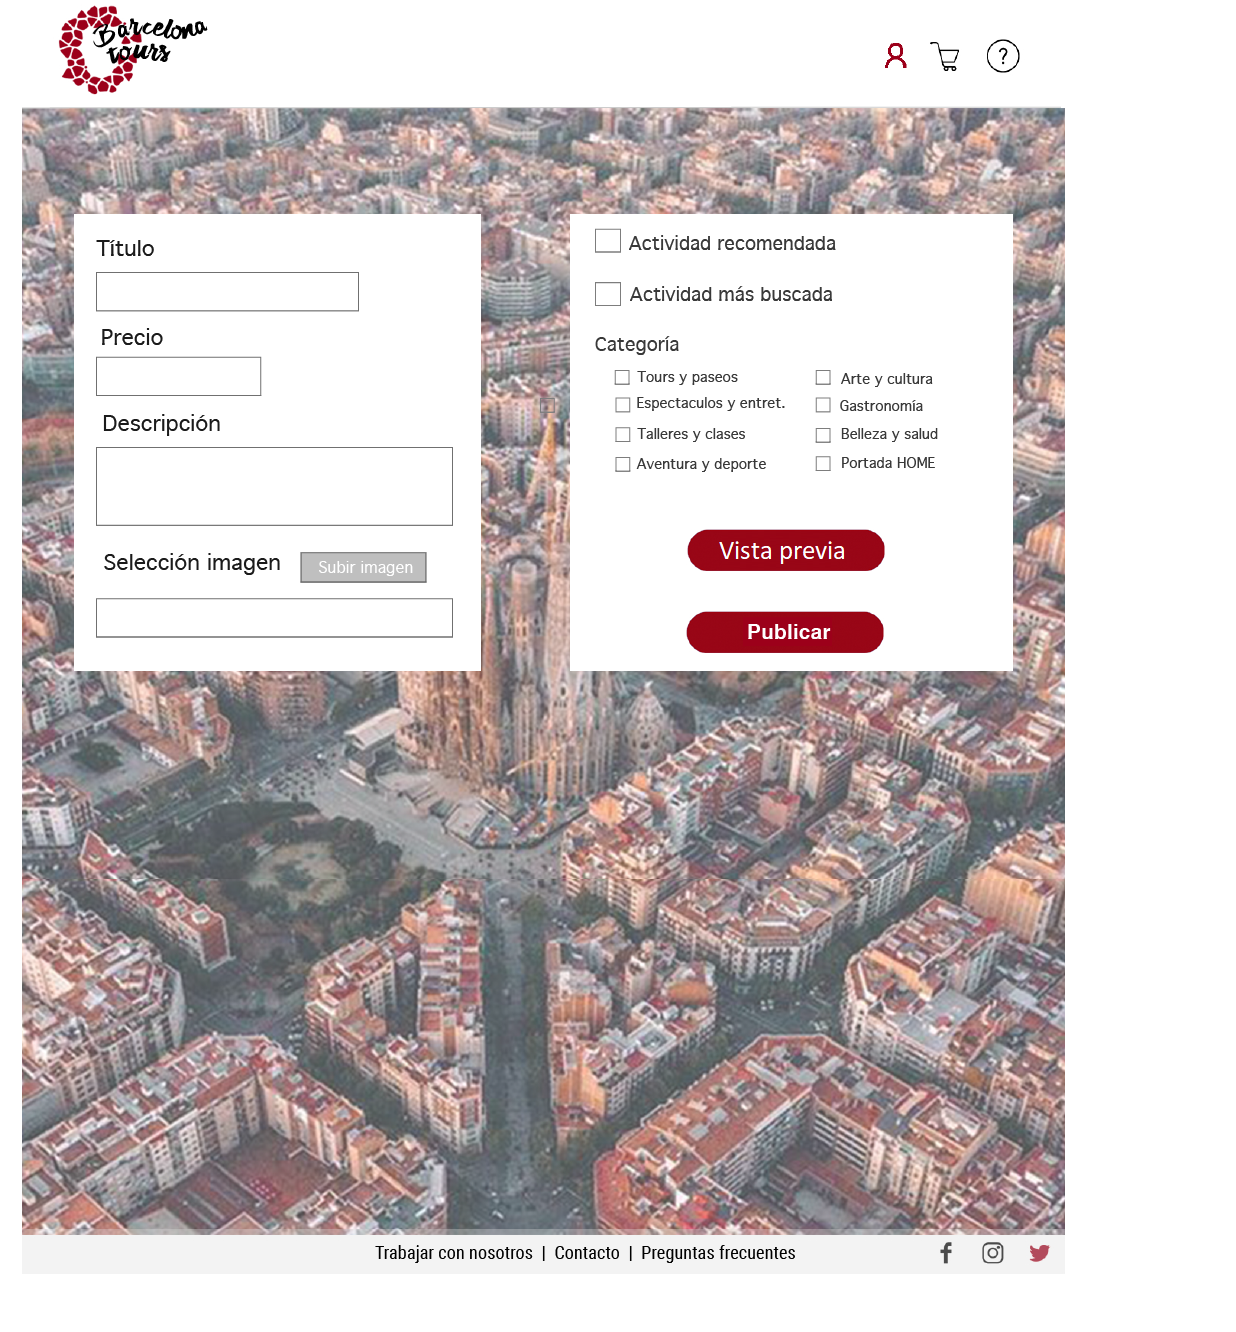 Barcelona
tours
Título
Precio
Descripción
Selección imagen
Subir imagen
Actividad recomendada
Actividad más buscada
Categoría
Tours y paseos
Arte y cultura
Espectaculos y entret.
Gastronomía
Talleres y clases
Belleza y salud
Aventura y deporte
Portada HOME
Vista previa
Publicar
Trabajar con nosotros | Contacto | Preguntas frecuentes